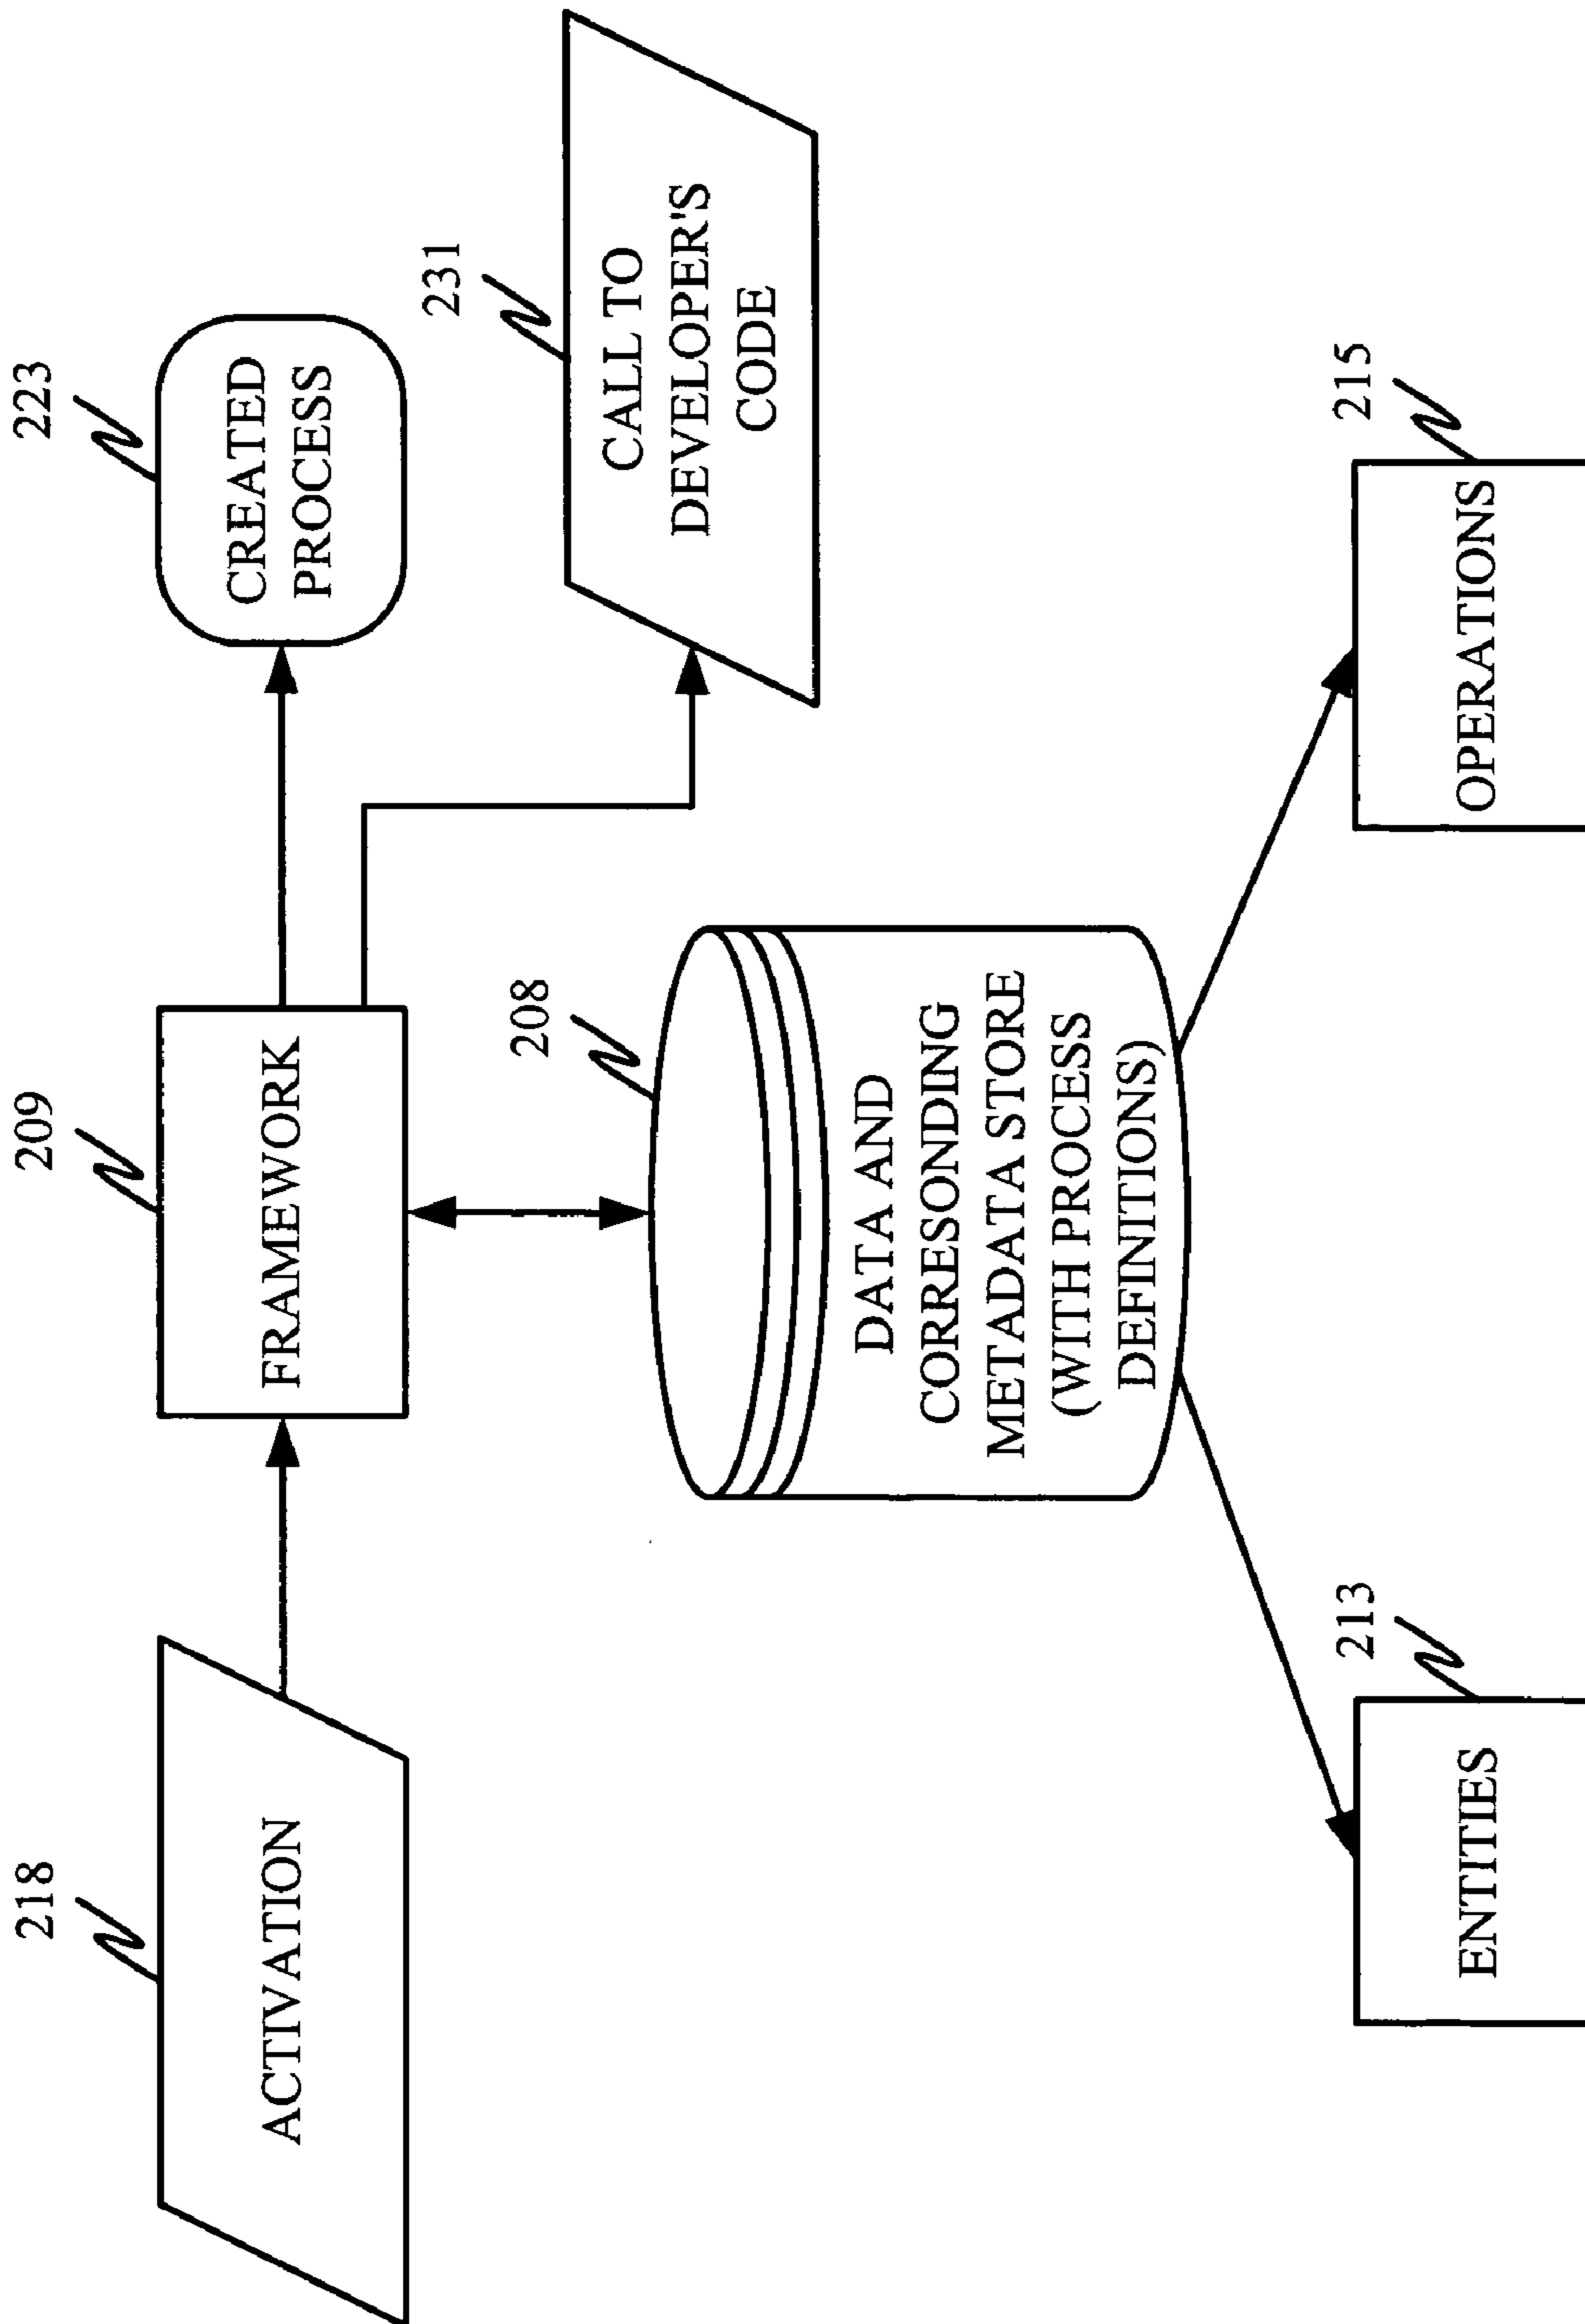 218
ACTIVATION
209
FRAMEWORK
223
CREATED
PROCESS
231
CALL TO
DEVELOPER'S
CODE
208
DATA AND
CORRESONDING
METADATA STORE
(WITH PROCESS
DEFINITIONS)
213
ENTITIES
215
OPERATIONS